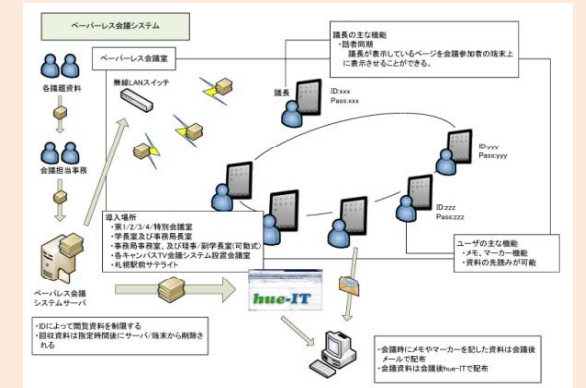 ペーパーレス会議システム
ペーパーレス会議室
無線LANスイッチ
各議題資料
会議担当事務
ペーパレス会議
システムサーバ
議長の主な機能
・話者同期
議長が表示しているページを会議参加者の端末上
に表示させることができる。
議長
ID:xxx
Pass:xxx
ID:yyy
Pass:yyy
ID:zzz
Pass:zzz
導入場所
・第1/2/3/4/特別会議室
・学長室及び事務局長室
・事務局事務室、及び理事/副学長室(可動式)
・各キャンパスTV会議システム設置会議室
・札幌駅前サテライト
ユーザの主な機能
・メモ、マーカー機能
・資料の先読みが可能
hue-IT
・IDによって閲覧資料を制限する
・回収資料は指定時間後にサーバ/端末から削除さ
れる
・会議時にメモやマーカーを記した資料は会議後
メールで配布
・会議資料は会議後hue-ITで配布